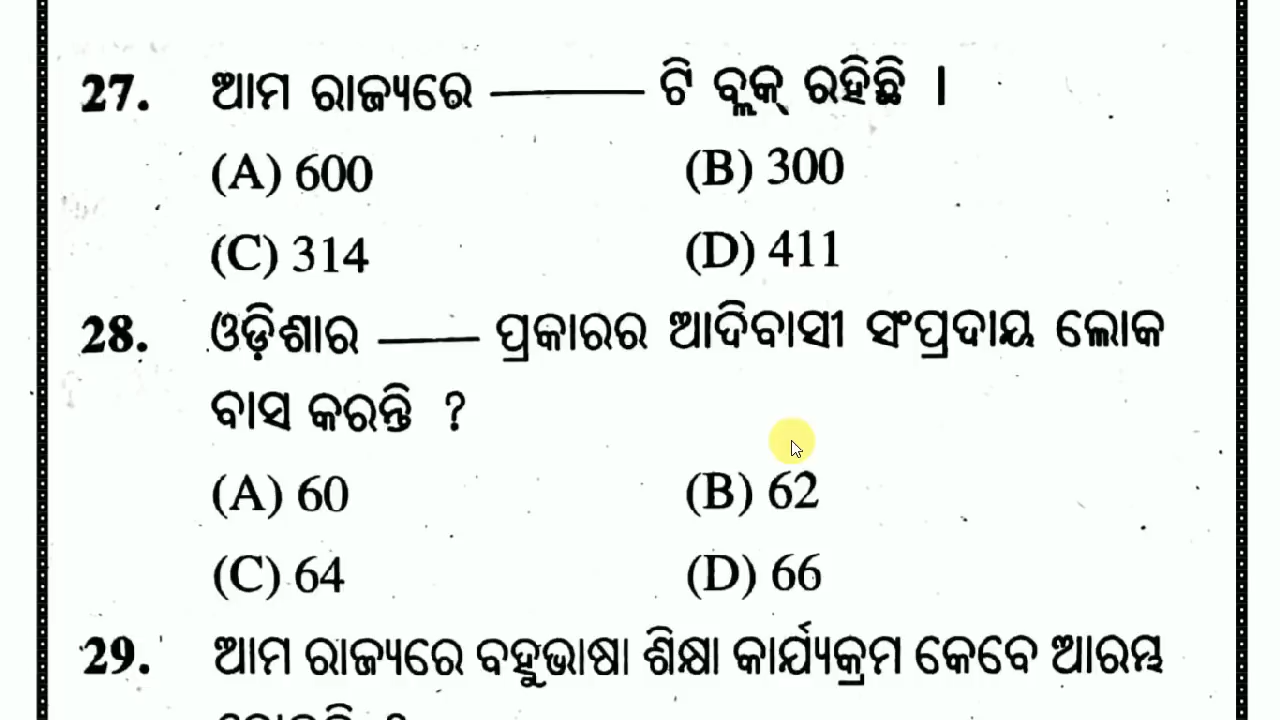 27. ଆମ ରାଜ୍ୟରେ ——— ଟି ବ୍ଲକ୍ ରହିଛି ।
(A) 600 (B) 300
(C) 314 (D) 411
28. ଓଡ଼ିଶାର —— ପ୍ରକାରର ଆଦିବାସୀ ସଂପ୍ରଦାୟ ଲୋକ
ବାସ କରନ୍ତି ?
(A) 60 (B) 62
(C) 64 (D) 66
29. ଆମ ରାଜ୍ୟରେ ବହୁଭାଷା ଶିକ୍ଷା କାର୍ଯ୍ୟକ୍ରମ କେବେ ଆରମ୍ଭ